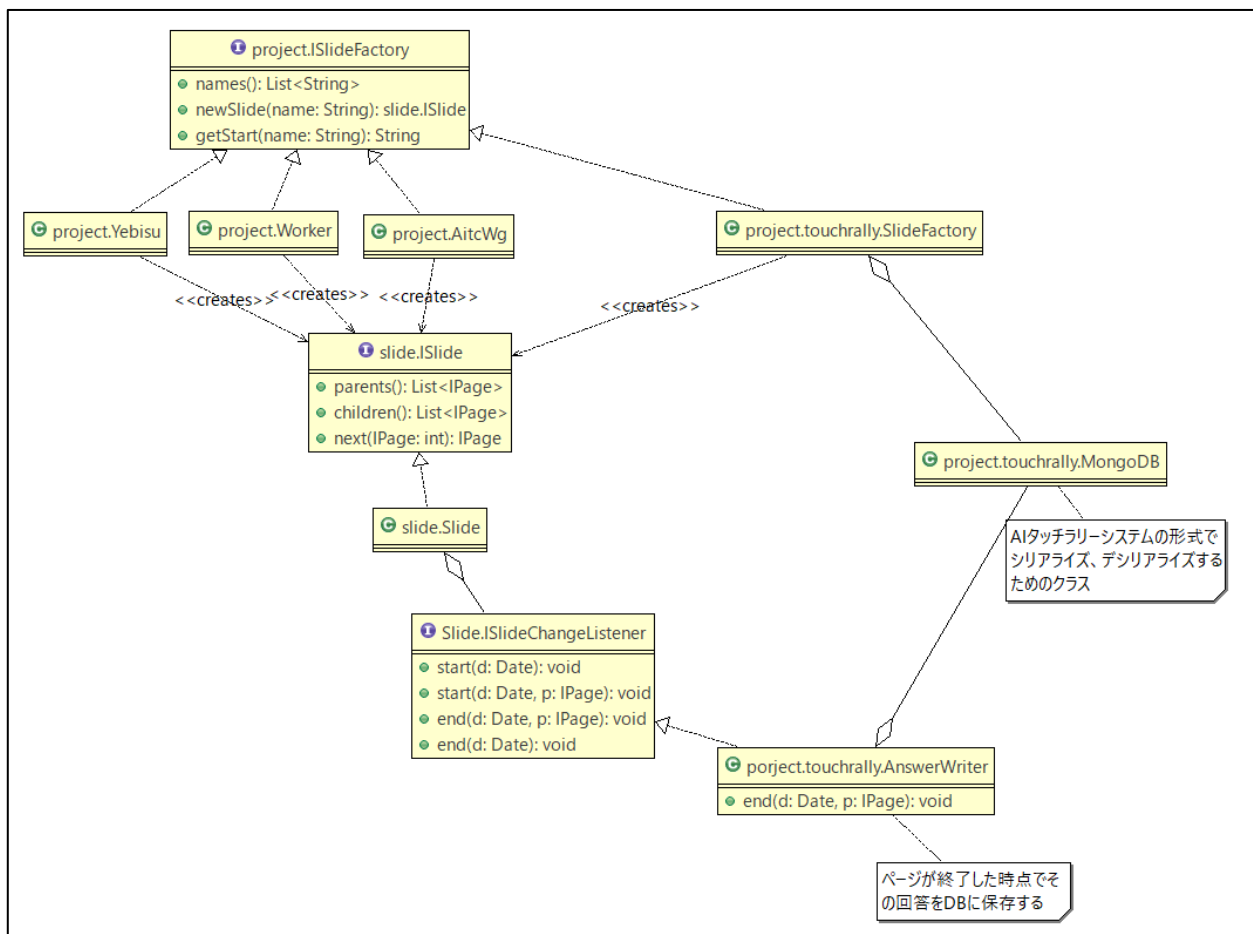 project.ISlideFactory
names(): List<String>
newSlide(name: String): slide.ISlide
getStart(name: String): String
project.Yebisu
project.Worker
project.AitcWg
project.touchrally.SlideFactory
<<creates>>
<<creates>>
<<creates>>
<<creates>>
slide.ISlide
parents(): List<IPage>
children(): List<IPage>
next(IPage: int): IPage
project.touchrally.MongoDB
slide.Slide
AIタッチラリーシステムの形式で
シリアライズ、デシリアライズする
ためのクラス
Slide.ISlideChangeListener
start(d: Date): void
start(d: Date, p: IPage): void
end(d: Date, p: IPage): void
end(d: Date): void
porject.touchrally.AnswerWriter
end(d: Date, p: IPage): void
ページが終了した時点でそ
の回答をDBに保存する